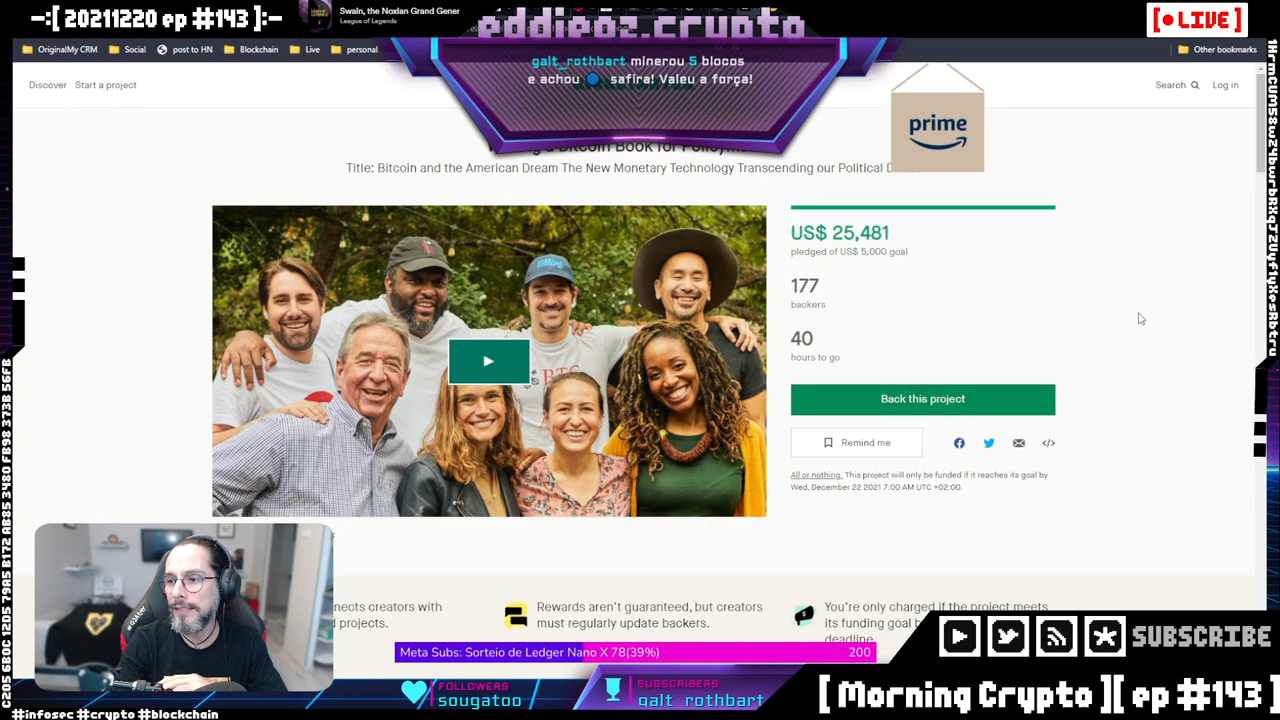 -:[ 20211220 ep #143 ]:-
Swain, the Noxian Grand Gener
League of Legends
eddieoz.crypto
[ • LIVE ]
OriginalMy CRM
Social
post to HN
Blockchain
Live
personal
Other bookmarks
galt_rothbart minerou 5 blocos
e achou safira! Valeu a força!
Discover
Start a project
Search
Log in
prime
Bitcoin Book for Policym
Title: Bitcoin and the American Dream The New Monetary Technology Transcending our Political D
US$ 25,481
pledged of US$ 5,000 goal
177
backers
40
hours to go
Back this project
Remind me
All or nothing. This project will only be funded if it reaches its goal by
Wed, December 22 2021 7:00 AM UTC +02:00.
BTC
nects creators with
projects.
Rewards aren't guaranteed, but creators
must regularly update backers.
You're only charged if the project meets
its funding goal b
deadline.
Meta Subs: Sorteio de Ledger Nano X 78(39%)
200
SUBSCRIBE
FOLLOWERS
sougatoo
SUBSCRIBERS
galt_rothbart
[ Morning Crypto ][ ep #143 ]
#infosec #crypto #blockchain